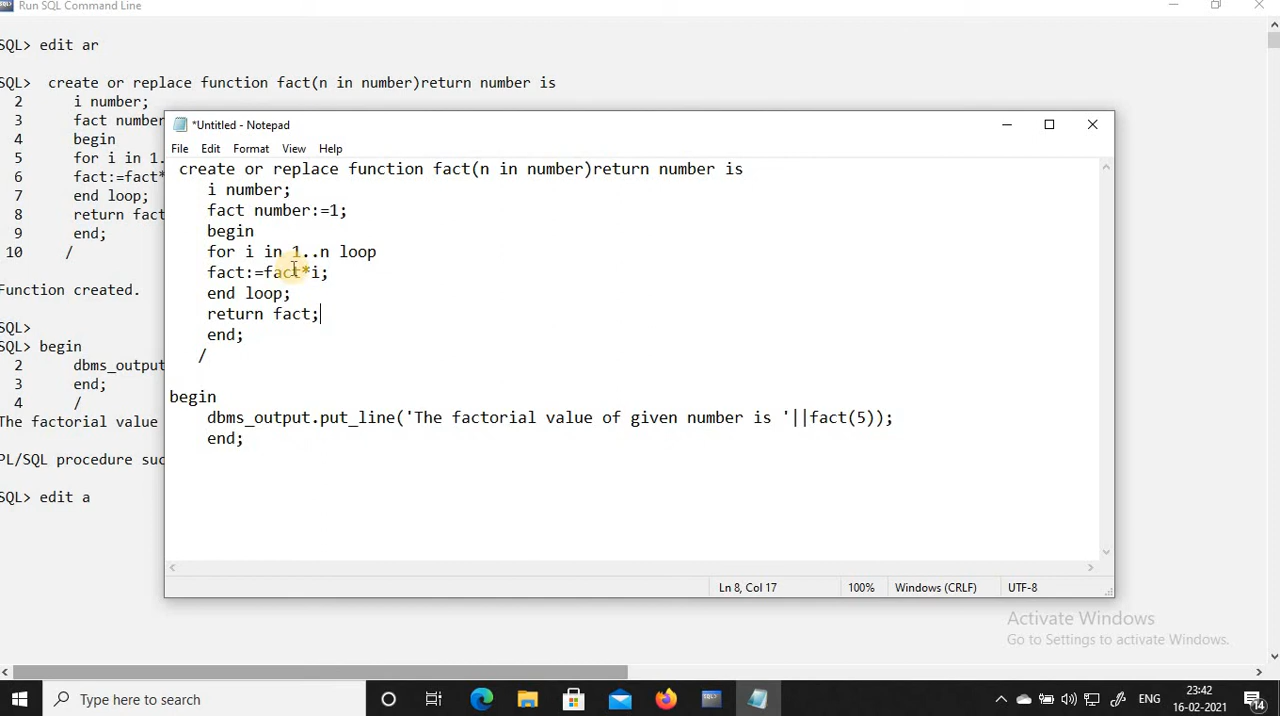 Run SQL Command Line
SQL> edit ar
SQL> create or replace function fact(n in number)return number is
2 i number;
3 fact number
4 begin
5 for i in 1.
6 fact:=fact*
7 end loop;
8 return fact
9 end;
10 /
Function created.
SQL>
SQL> begin
2 dbms_output
3 end;
4 /
The factorial value
PL/SQL procedure suc
SQL> edit a
*Untitled - Notepad
File Edit Format View Help
create or replace function fact(n in number)return number is
i number;
fact number:=1;
begin
for i in 1..n loop
fact:=fact*i;
end loop;
return fact;
end;
/
begin
dbms_output.put_line('The factorial value of given number is '||fact(5));
end;
Ln 8, Col 17 100% Windows (CRLF) UTF-8
Activate Windows
Go to Settings to activate Windows.
Type here to search
ENG
23:42
16-02-2021
14